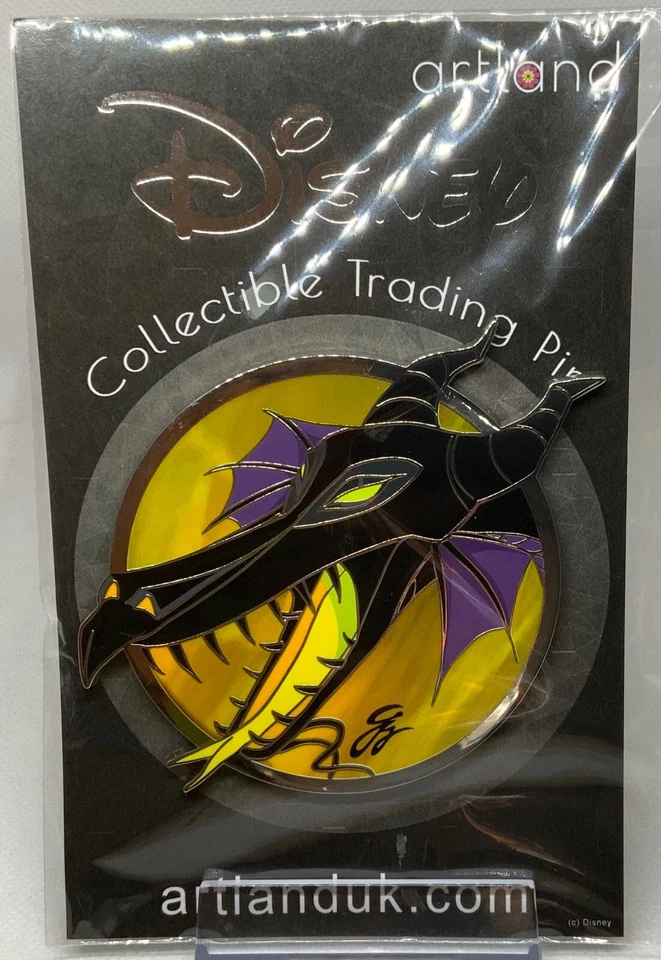 artland
Disney
Collectible Trading Pin
artlanduk.com
(c) Disney